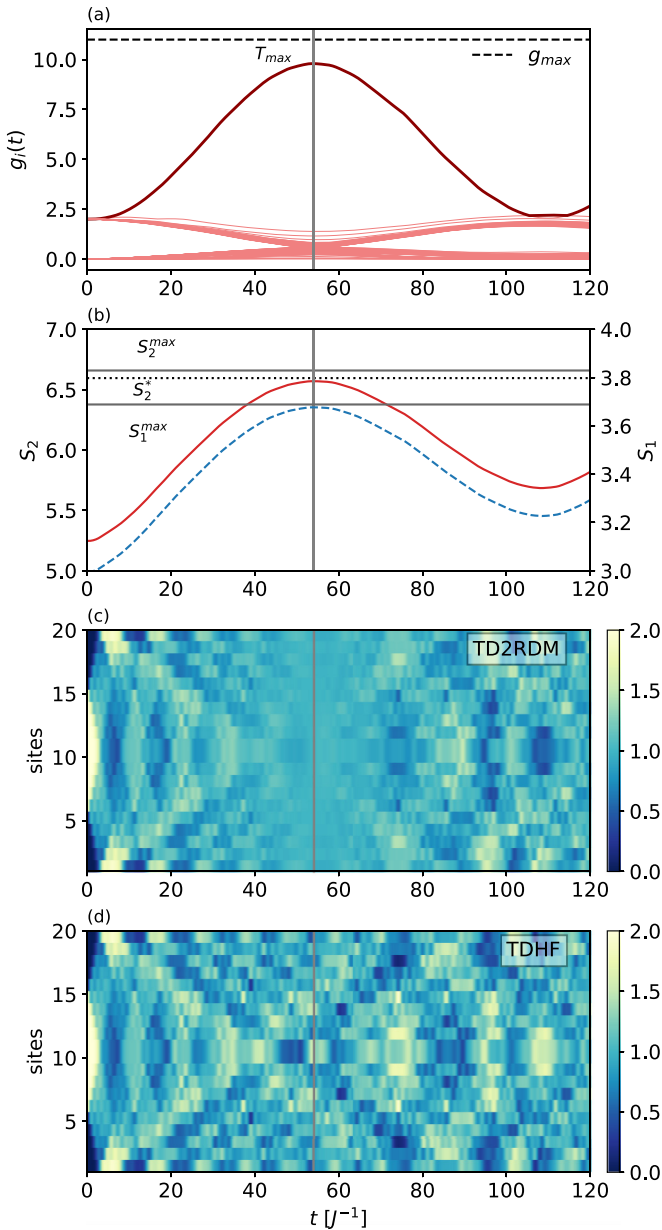 (a)
10.0
7.5
5.0
2.5
0.0
g_i(t)
T_max
g_max
0 20 40 60 80 100 120
(b)
7.0
6.5
6.0
5.5
5.0
S_2
S_2^max
S_2^*
S_1^max
4.0
3.8
3.6
3.4
3.2
3.0
S_1
0 20 40 60 80 100 120
(c)
20
15
10
5
sites
TD2RDM
2.0
1.5
1.0
0.5
0.0
0 20 40 60 80 100 120
(d)
20
15
10
5
sites
TDHF
2.0
1.5
1.0
0.5
0.0
0 20 40 60 80 100 120
t [J^-1]